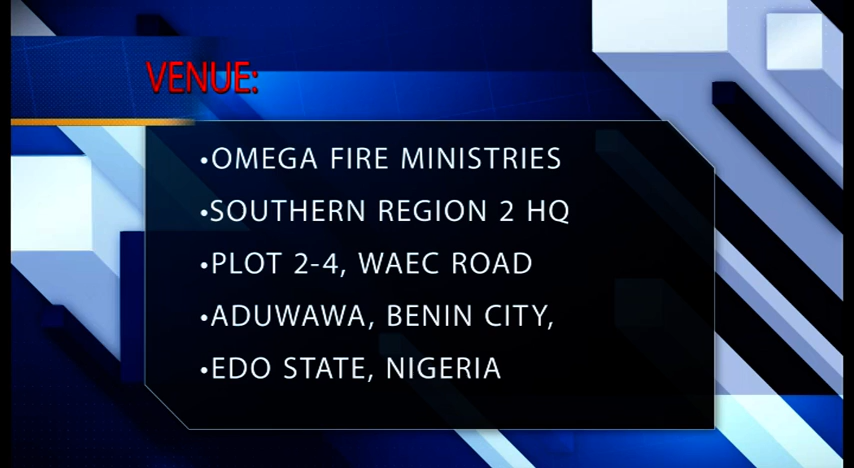 VENUE:
•OMEGA FIRE MINISTRIES
•SOUTHERN REGION 2 HQ
•PLOT 2-4, WAEC ROAD
•ADUWAWA, BENIN CITY,
•EDO STATE, NIGERIA